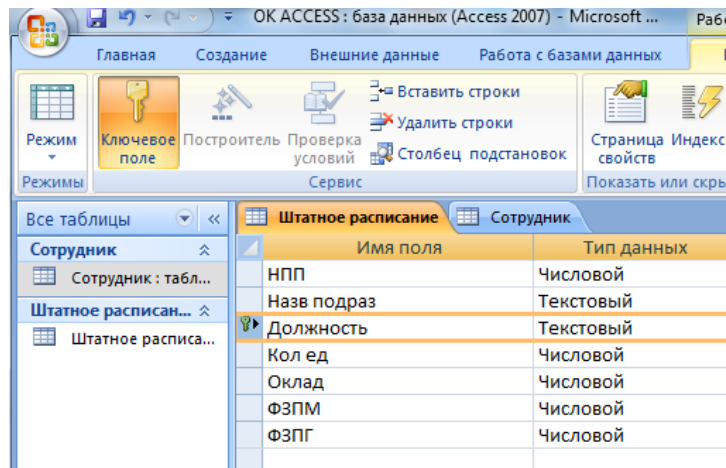 OK ACCESS : база данных (Access 2007) - Microsoft ...
Рабо
Главная Создание Внешние данные Работа с базами данных
Режим
Ключевое поле
Построитель
Проверка условий
Вставить строки
Удалить строки
Столбец подстановок
Страница свойств
Индекс
Режимы
Сервис
Показать или скры
Все таблицы
Штатное расписание Сотрудник
Сотрудник
Сотрудник : табл...
Штатное расписан...
Штатное расписа...
Имя поля Тип данных
НПП Числовой
Назв подраз Текстовый
Должность Текстовый
Кол ед Числовой
Оклад Числовой
ФЗПМ Числовой
ФЗПГ Числовой